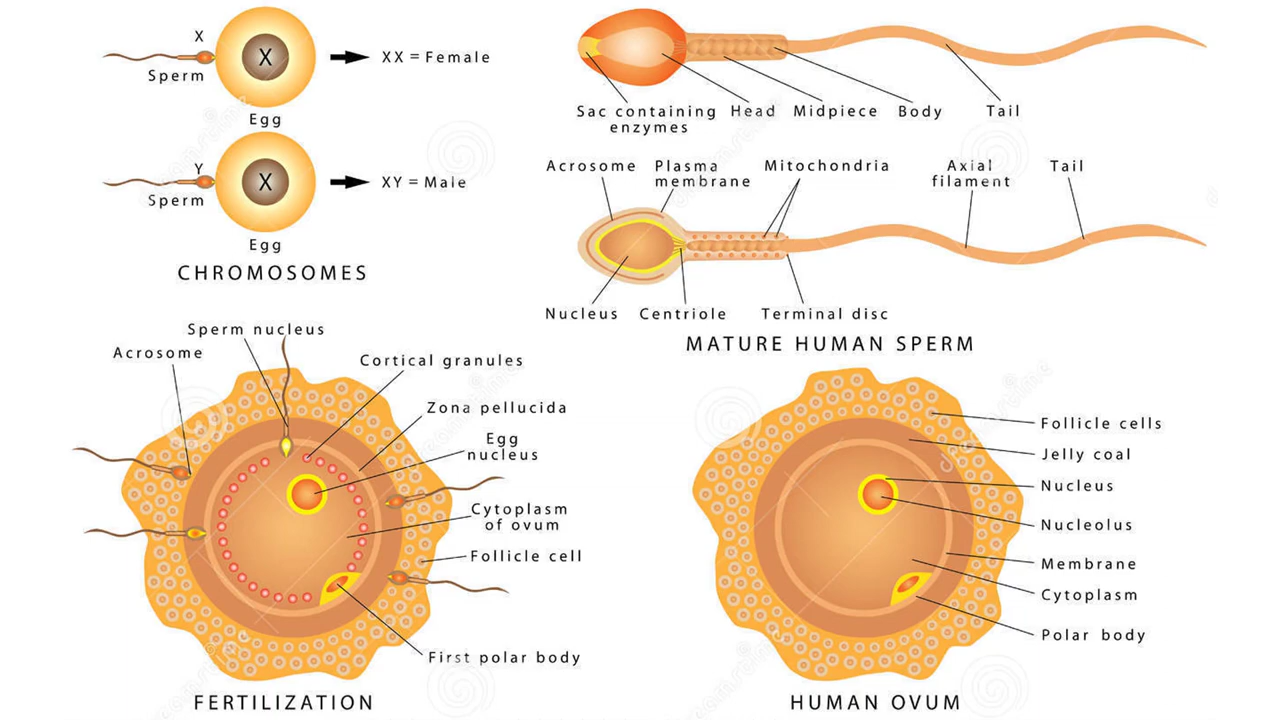 X
Sperm
X
Egg
XX = Female
Y
Sperm
X
Egg
XY = Male
CHROMOSOMES
Sac containing
enzymes
Head
Midpiece
Body
Tail
Acrosome
Plasma
membrane
Mitochondria
Axial
filament
Tail
Nucleus
Centriole
Terminal disc
MATURE HUMAN SPERM
Sperm nucleus
Acrosome
Cortical granules
Zona pellucida
Egg
nucleus
Cytoplasm
of ovum
Follicle cell
First polar body
FERTILIZATION
Follicle cells
Jelly coal
Nucleus
Nucleolus
Membrane
Cytoplasm
Polar body
HUMAN OVUM